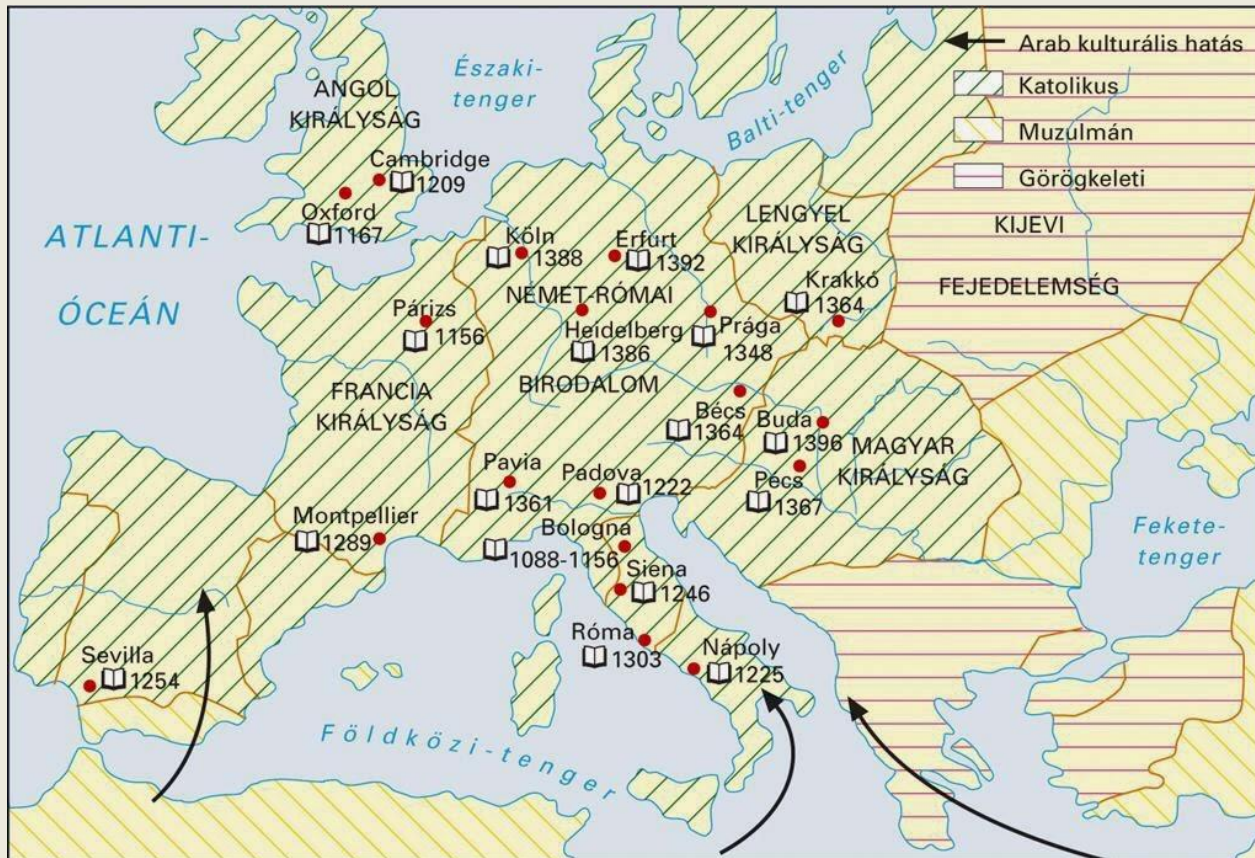 Arab kulturális hatás
Katolikus
Muzulmán
Görögkeleti
Északi-
tenger
Balti-tenger
ATLANTI-
ÓCEÁN
Földközi-tenger
Fekete-
tenger
ANGOL
KIRÁLYSÁG
Cambridge
1209
Oxford
1167
Köln
1388
Erfurt
1392
NÉMET-RÓMAI
BIRODALOM
Heidelberg
1386
Prága
1348
LENGYEL
KIRÁLYSÁG
Krakkó
1364
KIJEVI
FEJEDELEMSÉG
Párizs
1156
FRANCIA
KIRÁLYSÁG
Bécs
1364
Buda
1396
MAGYAR
KIRÁLYSÁG
Pécs
1367
Pavia
1361
Padova
1222
Montpellier
1289
Bologna
1088-1156
Siena
1246
Róma
1303
Nápoly
1225
Sevilla
1254